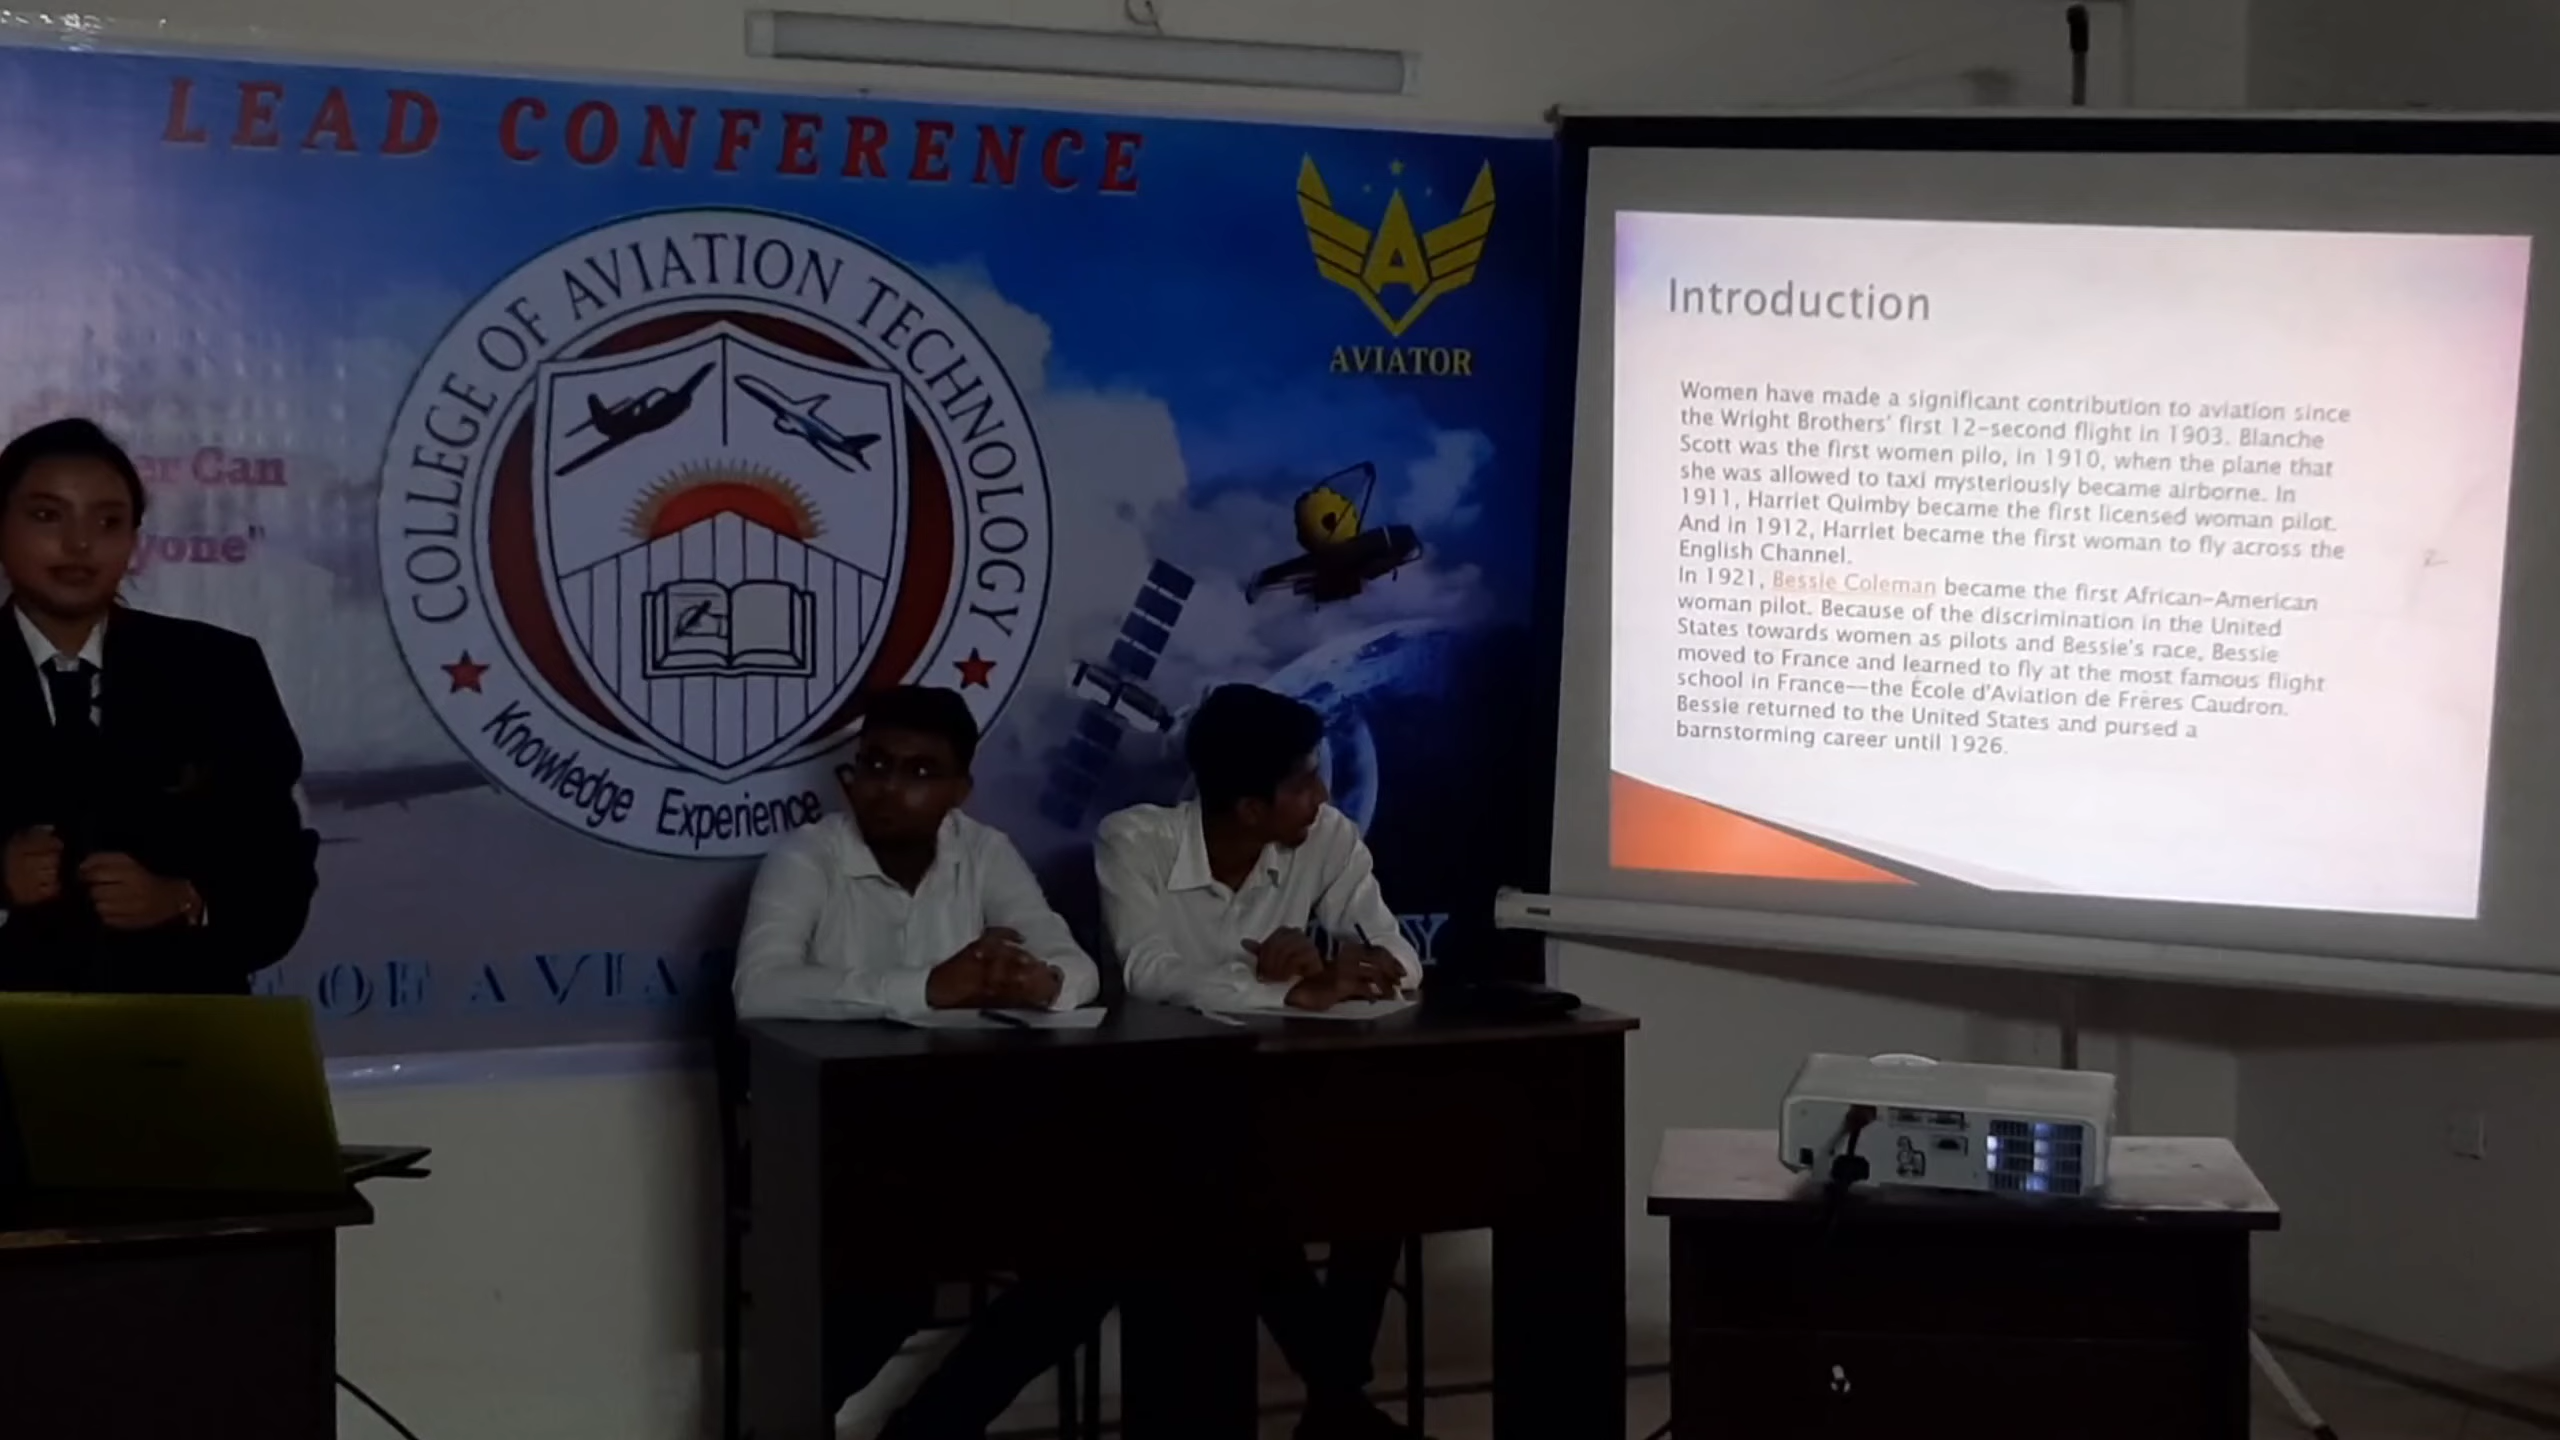 LEAD CONFERENCE
COLLEGE OF AVIATION TECHNOLOGY
Knowledge Experience
A
AVIATOR
Can
OF AVIA
Introduction
Women have made a significant contribution to aviation since
the Wright Brothers' first 12-second flight in 1903. Blanche
Scott was the first women pilo, in 1910, when the plane that
she was allowed to taxi mysteriously became airborne. In
1911, Harriet Quimby became the first licensed woman pilot.
And in 1912, Harriet became the first woman to fly across the
English Channel.
In 1921, Bessie Coleman became the first African-American
woman pilot. Because of the discrimination in the United
States towards women as pilots and Bessie's race, Bessie
moved to France and learned to fly at the most famous flight
school in France—the École d'Aviation de Frères Caudron.
Bessie returned to the United States and pursed a
barnstorming career until 1926.